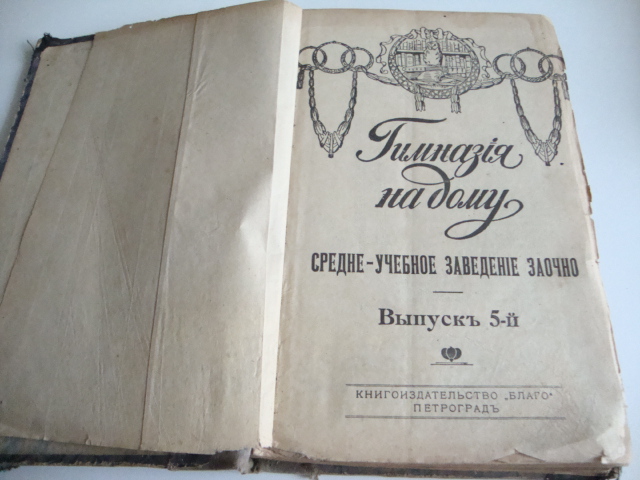 Гимназія
на дому
СРЕДНЕ-УЧЕБНОЕ ЗАВЕДЕНІЕ ЗАОЧНО
Выпускъ 5-й
КНИГОИЗДАТЕЛЬСТВО „БЛАГО“
ПЕТРОГРАДЪ